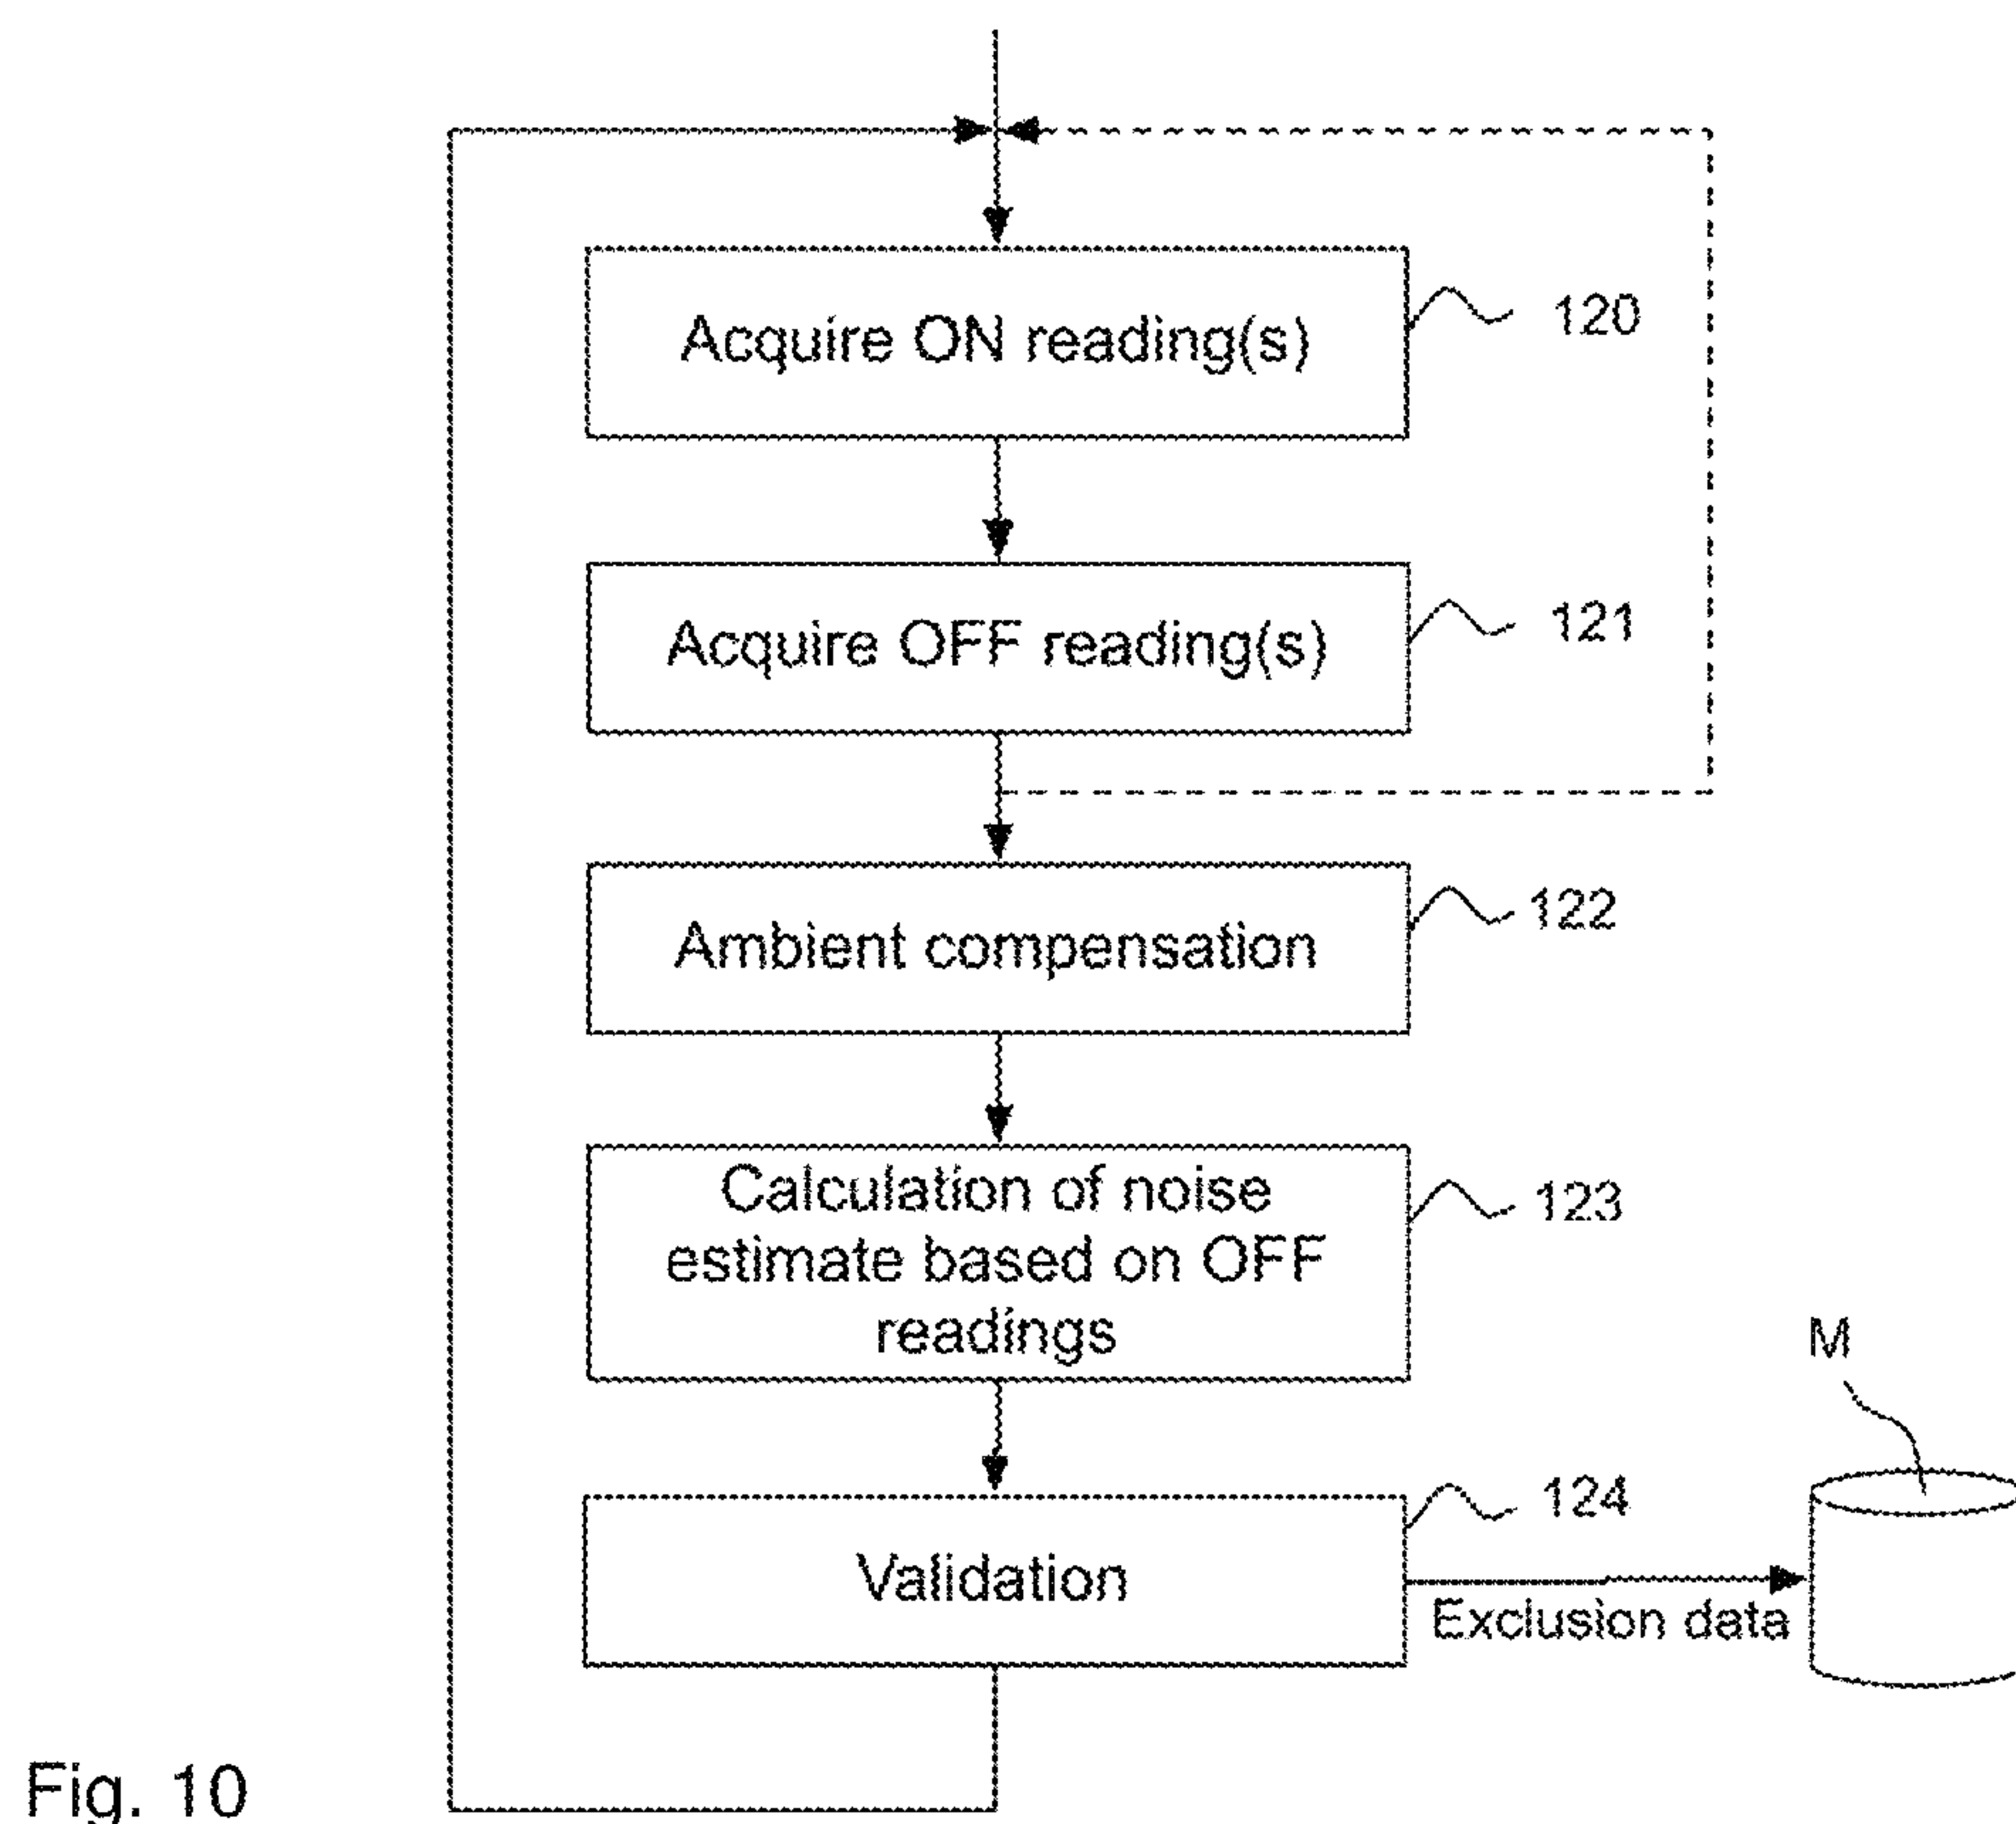 Acquire ON reading(s)
120
Acquire OFF reading(s)
121
Ambient compensation
122
Calculation of noise
estimate based on OFF
readings
123
M
Validation
124
Exclusion data
Fig. 10